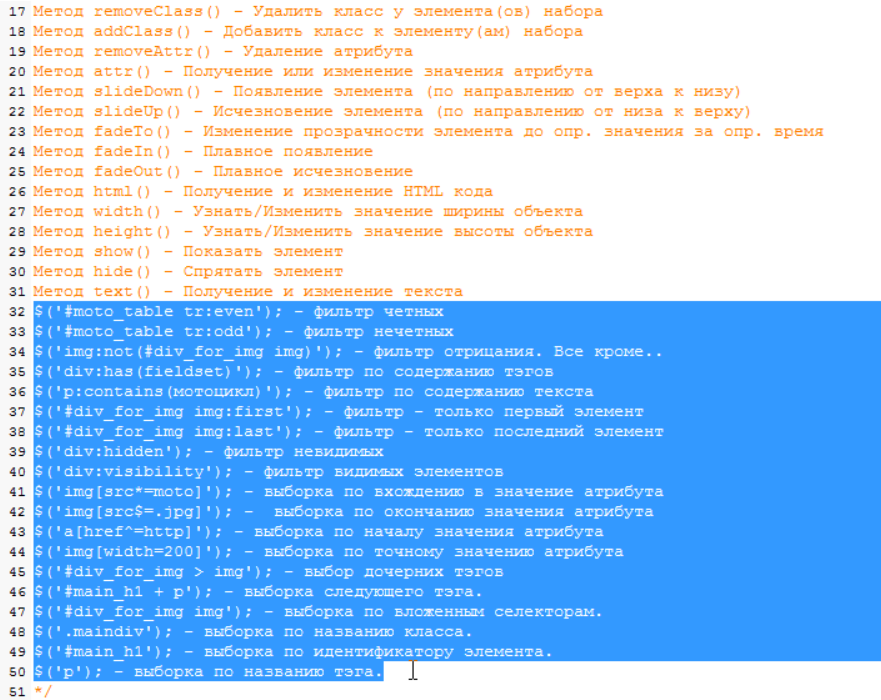 17 Метод removeClass() - Удалить класс у элемента(ов) набора
18 Метод addClass() - Добавить класс к элементу(ам) набора
19 Метод removeAttr() - Удаление атрибута
20 Метод attr() - Получение или изменение значения атрибута
21 Метод slideDown() - Появление элемента (по направлению от верха к низу)
22 Метод slideUp() - Исчезновение элемента (по направлению от низа к верху)
23 Метод fadeTo() - Изменение прозрачности элемента до опр. значения за опр. время
24 Метод fadeIn() - Плавное появление
25 Метод fadeOut() - Плавное исчезновение
26 Метод html() - Получение и изменение HTML кода
27 Метод width() - Узнать/Изменить значение ширины объекта
28 Метод height() - Узнать/Изменить значение высоты объекта
29 Метод show() - Показать элемент
30 Метод hide() - Спрятать элемент
31 Метод text() - Получение и изменение текста
32 $('#moto_table tr:even'); - фильтр четных
33 $('#moto_table tr:odd'); - фильтр нечетных
34 $('img:not(#div_for_img img)'); - фильтр отрицания. Все кроме..
35 $('div:has(fieldset)'); - фильтр по содержанию тэгов
36 $('p:contains(мотоцикл)'); - фильтр по содержанию текста
37 $('#div_for_img img:first'); - фильтр - только первый элемент
38 $('#div_for_img img:last'); - фильтр - только последний элемент
39 $('div:hidden'); - фильтр невидимых
40 $('div:visibility'); - фильтр видимых элементов
41 $('img[src*=moto]'); - выборка по вхождению в значение атрибута
42 $('img[src$=.jpg]'); -  выборка по окончанию значения атрибута
43 $('a[href^=http]'); - выборка по началу значения атрибута
44 $('img[width=200]'); - выборка по точному значению атрибута
45 $('#div_for_img > img'); - выбор дочерних тэгов
46 $('#main_h1 + p'); - выборка следующего тэга.
47 $('#div_for_img img'); - выборка по вложенным селекторам.
48 $('.maindiv'); - выборка по названию класса.
49 $('#main_h1'); - выборка по идентификатору элемента.
50 $('p'); - выборка по названию тэга.
51 */